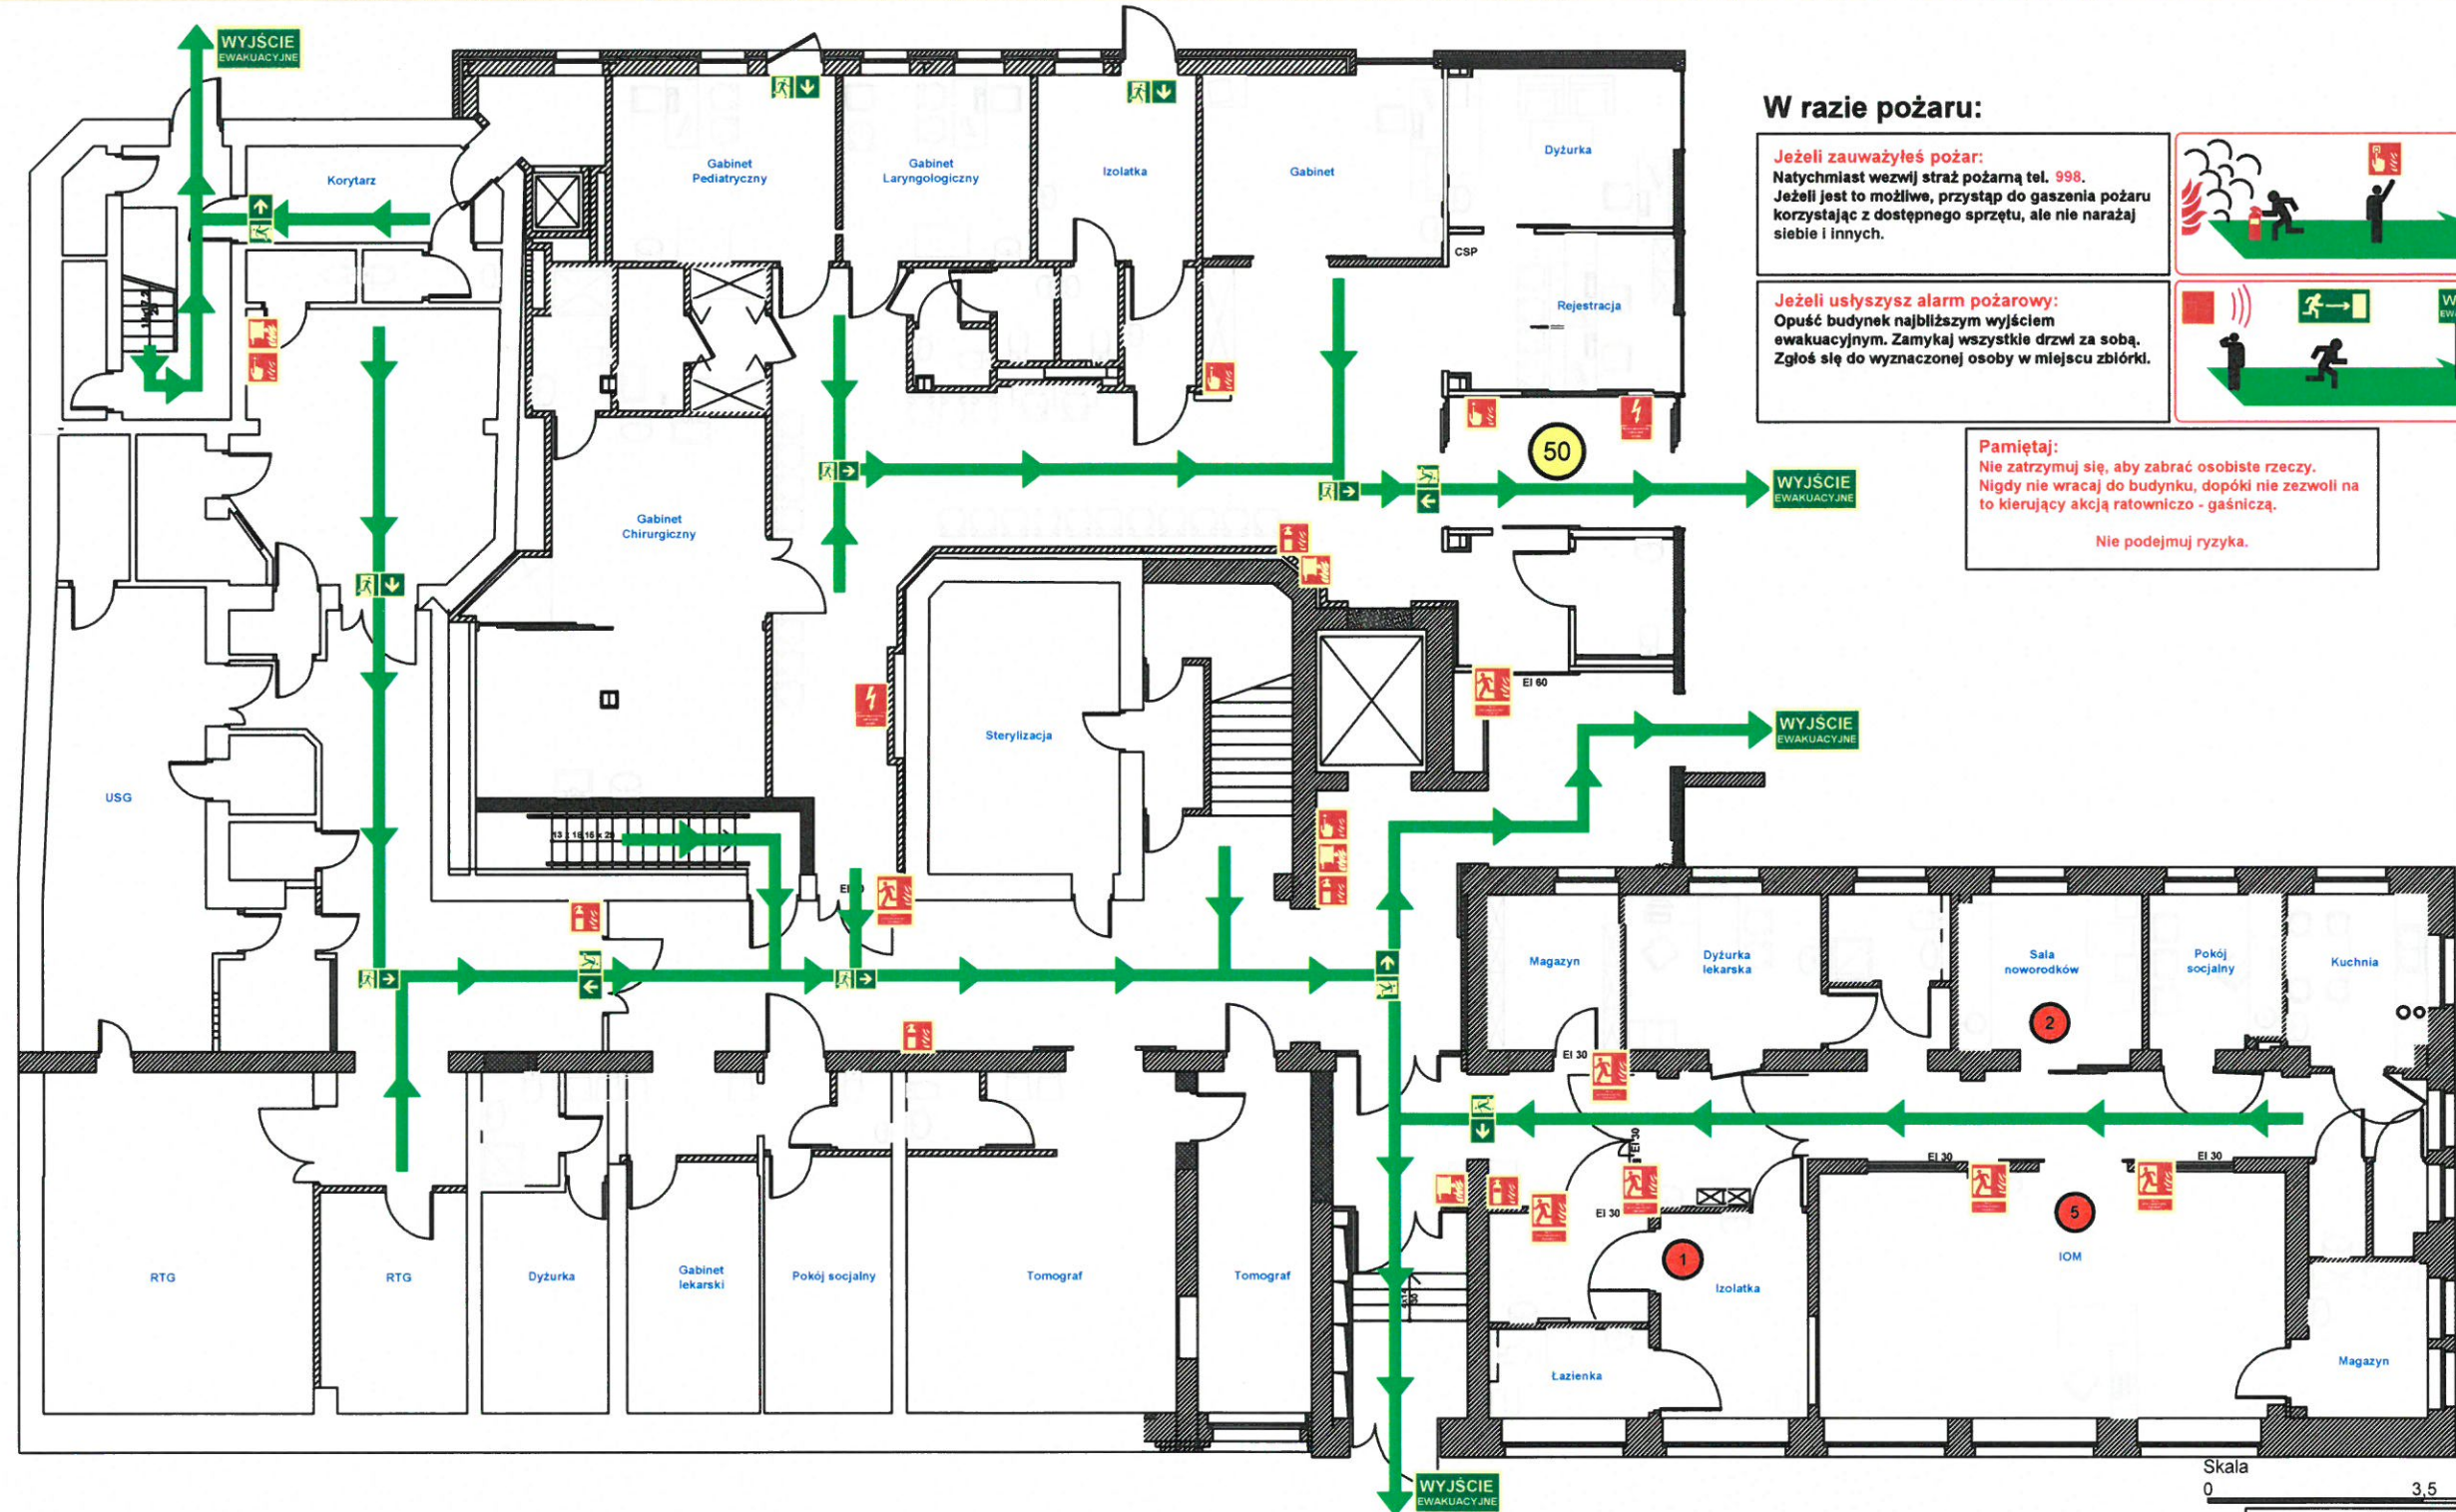 WYJŚCIE
EWAKUACYJNE
W razie pożaru:
Jeżeli zauważyłeś pożar:
Natychmiast wezwij straż pożarną tel. 998.
Jeżeli jest to możliwe, przystąp do gaszenia pożaru
korzystając z dostępnego sprzętu, ale nie narażaj
siebie i innych.
Jeżeli usłyszysz alarm pożarowy:
Opuść budynek najbliższym wyjściem
ewakuacyjnym. Zamykaj wszystkie drzwi za sobą.
Zgłoś się do wyznaczonej osoby w miejscu zbiórki.
Pamiętaj:
Nie zatrzymuj się, aby zabrać osobiste rzeczy.
Nigdy nie wracaj do budynku, dopóki nie zezwoli na
to kierujący akcją ratowniczo - gaśniczą.
Nie podejmuj ryzyka.
Korytarz
Gabinet
Pediatryczny
Gabinet
Laryngologiczny
Izolatka
Gabinet
Dyżurka
CSP
Rejestracja
50
WYJŚCIE
EWAKUACYJNE
Gabinet
Chirurgiczny
EI 60
WYJŚCIE
EWAKUACYJNE
Sterylizacja
USG
Magazyn
Dyżurka
lekarska
Sala
noworodków
Pokój
socjalny
Kuchnia
2
EI 30
EI 30
EI 30
EI 30
EI 30
5
IOM
1
Izolatka
RTG
RTG
Dyżurka
Gabinet
lekarski
Pokój socjalny
Tomograf
Tomograf
Łazienka
Magazyn
WYJŚCIE
EWAKUACYJNE
Skala
0
3,5